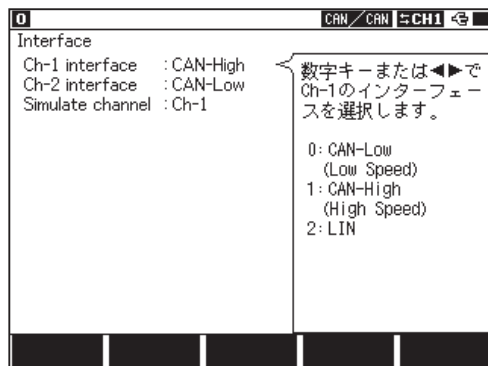 0
CAN/CAN ⇆CH1
Interface
Ch-1 interface :CAN-High
Ch-2 interface :CAN-Low
Simulate channel :Ch-1
数字キーまたは◀▶で
Ch-1のインターフェー
スを選択します。
0:CAN-Low
(Low Speed)
1:CAN-High
(High Speed)
2:LIN